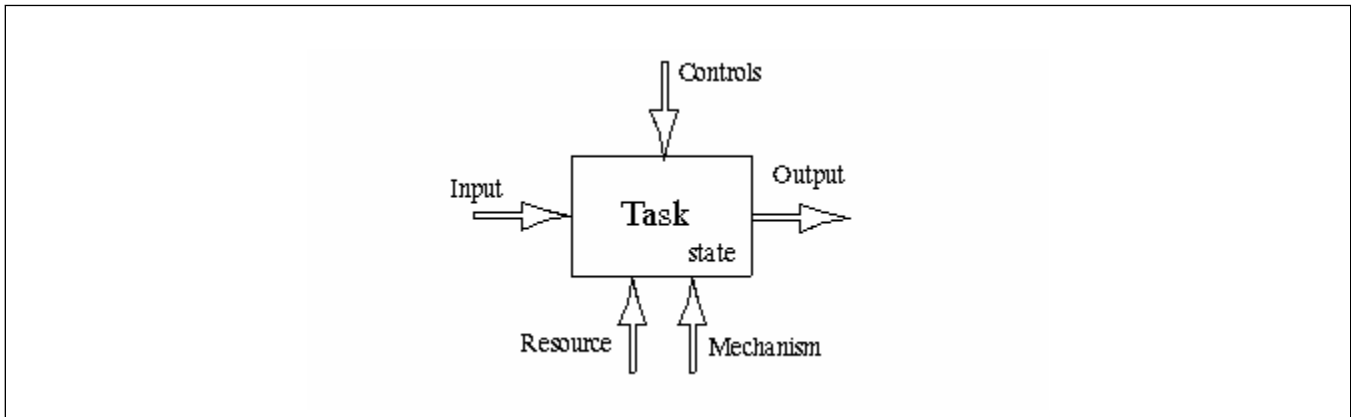 Controls
Input
Output
Task
state
Resource
Mechanism